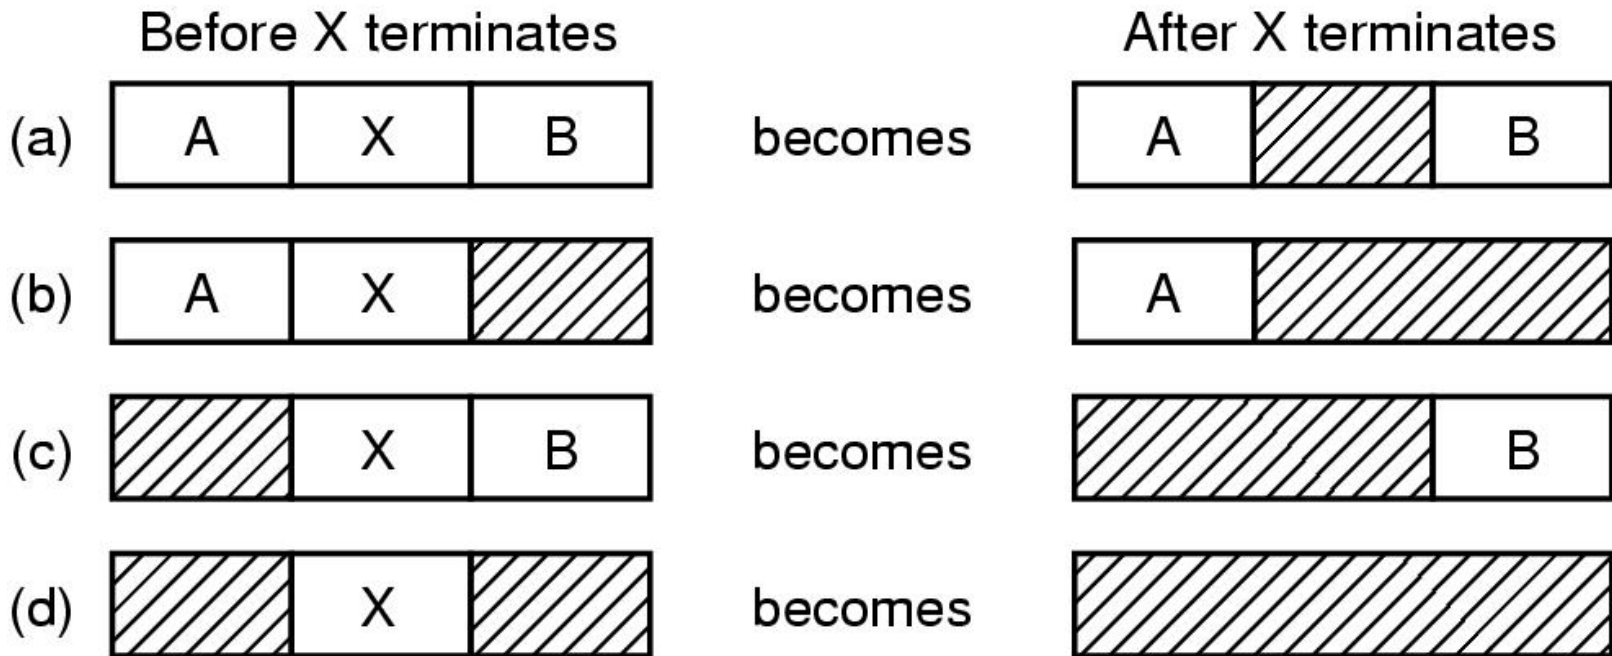 Before X terminates After X terminates
(a) A X B becomes A B
(b) A X becomes A
(c) X B becomes B
(d) X becomes